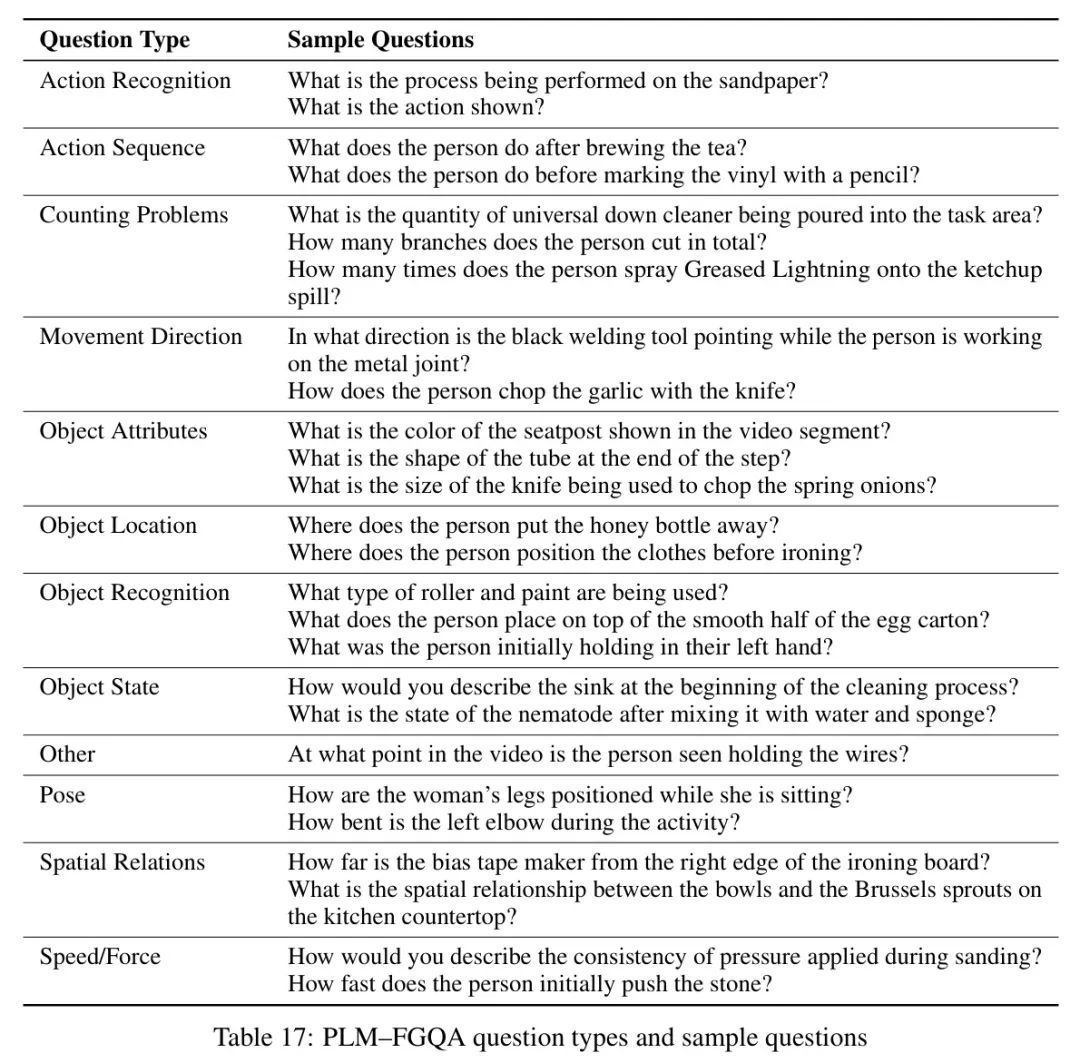 Question Type Sample Questions
Action Recognition What is the process being performed on the sandpaper?
What is the action shown?
Action Sequence What does the person do after brewing the tea?
What does the person do before marking the vinyl with a pencil?
Counting Problems What is the quantity of universal down cleaner being poured into the task area?
How many branches does the person cut in total?
How many times does the person spray Greased Lightning onto the ketchup
spill?
Movement Direction In what direction is the black welding tool pointing while the person is working
on the metal joint?
How does the person chop the garlic with the knife?
Object Attributes What is the color of the seatpost shown in the video segment?
What is the shape of the tube at the end of the step?
What is the size of the knife being used to chop the spring onions?
Object Location Where does the person put the honey bottle away?
Where does the person position the clothes before ironing?
Object Recognition What type of roller and paint are being used?
What does the person place on top of the smooth half of the egg carton?
What was the person initially holding in their left hand?
Object State How would you describe the sink at the beginning of the cleaning process?
What is the state of the nematode after mixing it with water and sponge?
Other At what point in the video is the person seen holding the wires?
Pose How are the woman’s legs positioned while she is sitting?
How bent is the left elbow during the activity?
Spatial Relations How far is the bias tape maker from the right edge of the ironing board?
What is the spatial relationship between the bowls and the Brussels sprouts on
the kitchen countertop?
Speed/Force How would you describe the consistency of pressure applied during sanding?
How fast does the person initially push the stone?
Table 17: PLM–FGQA question types and sample questions